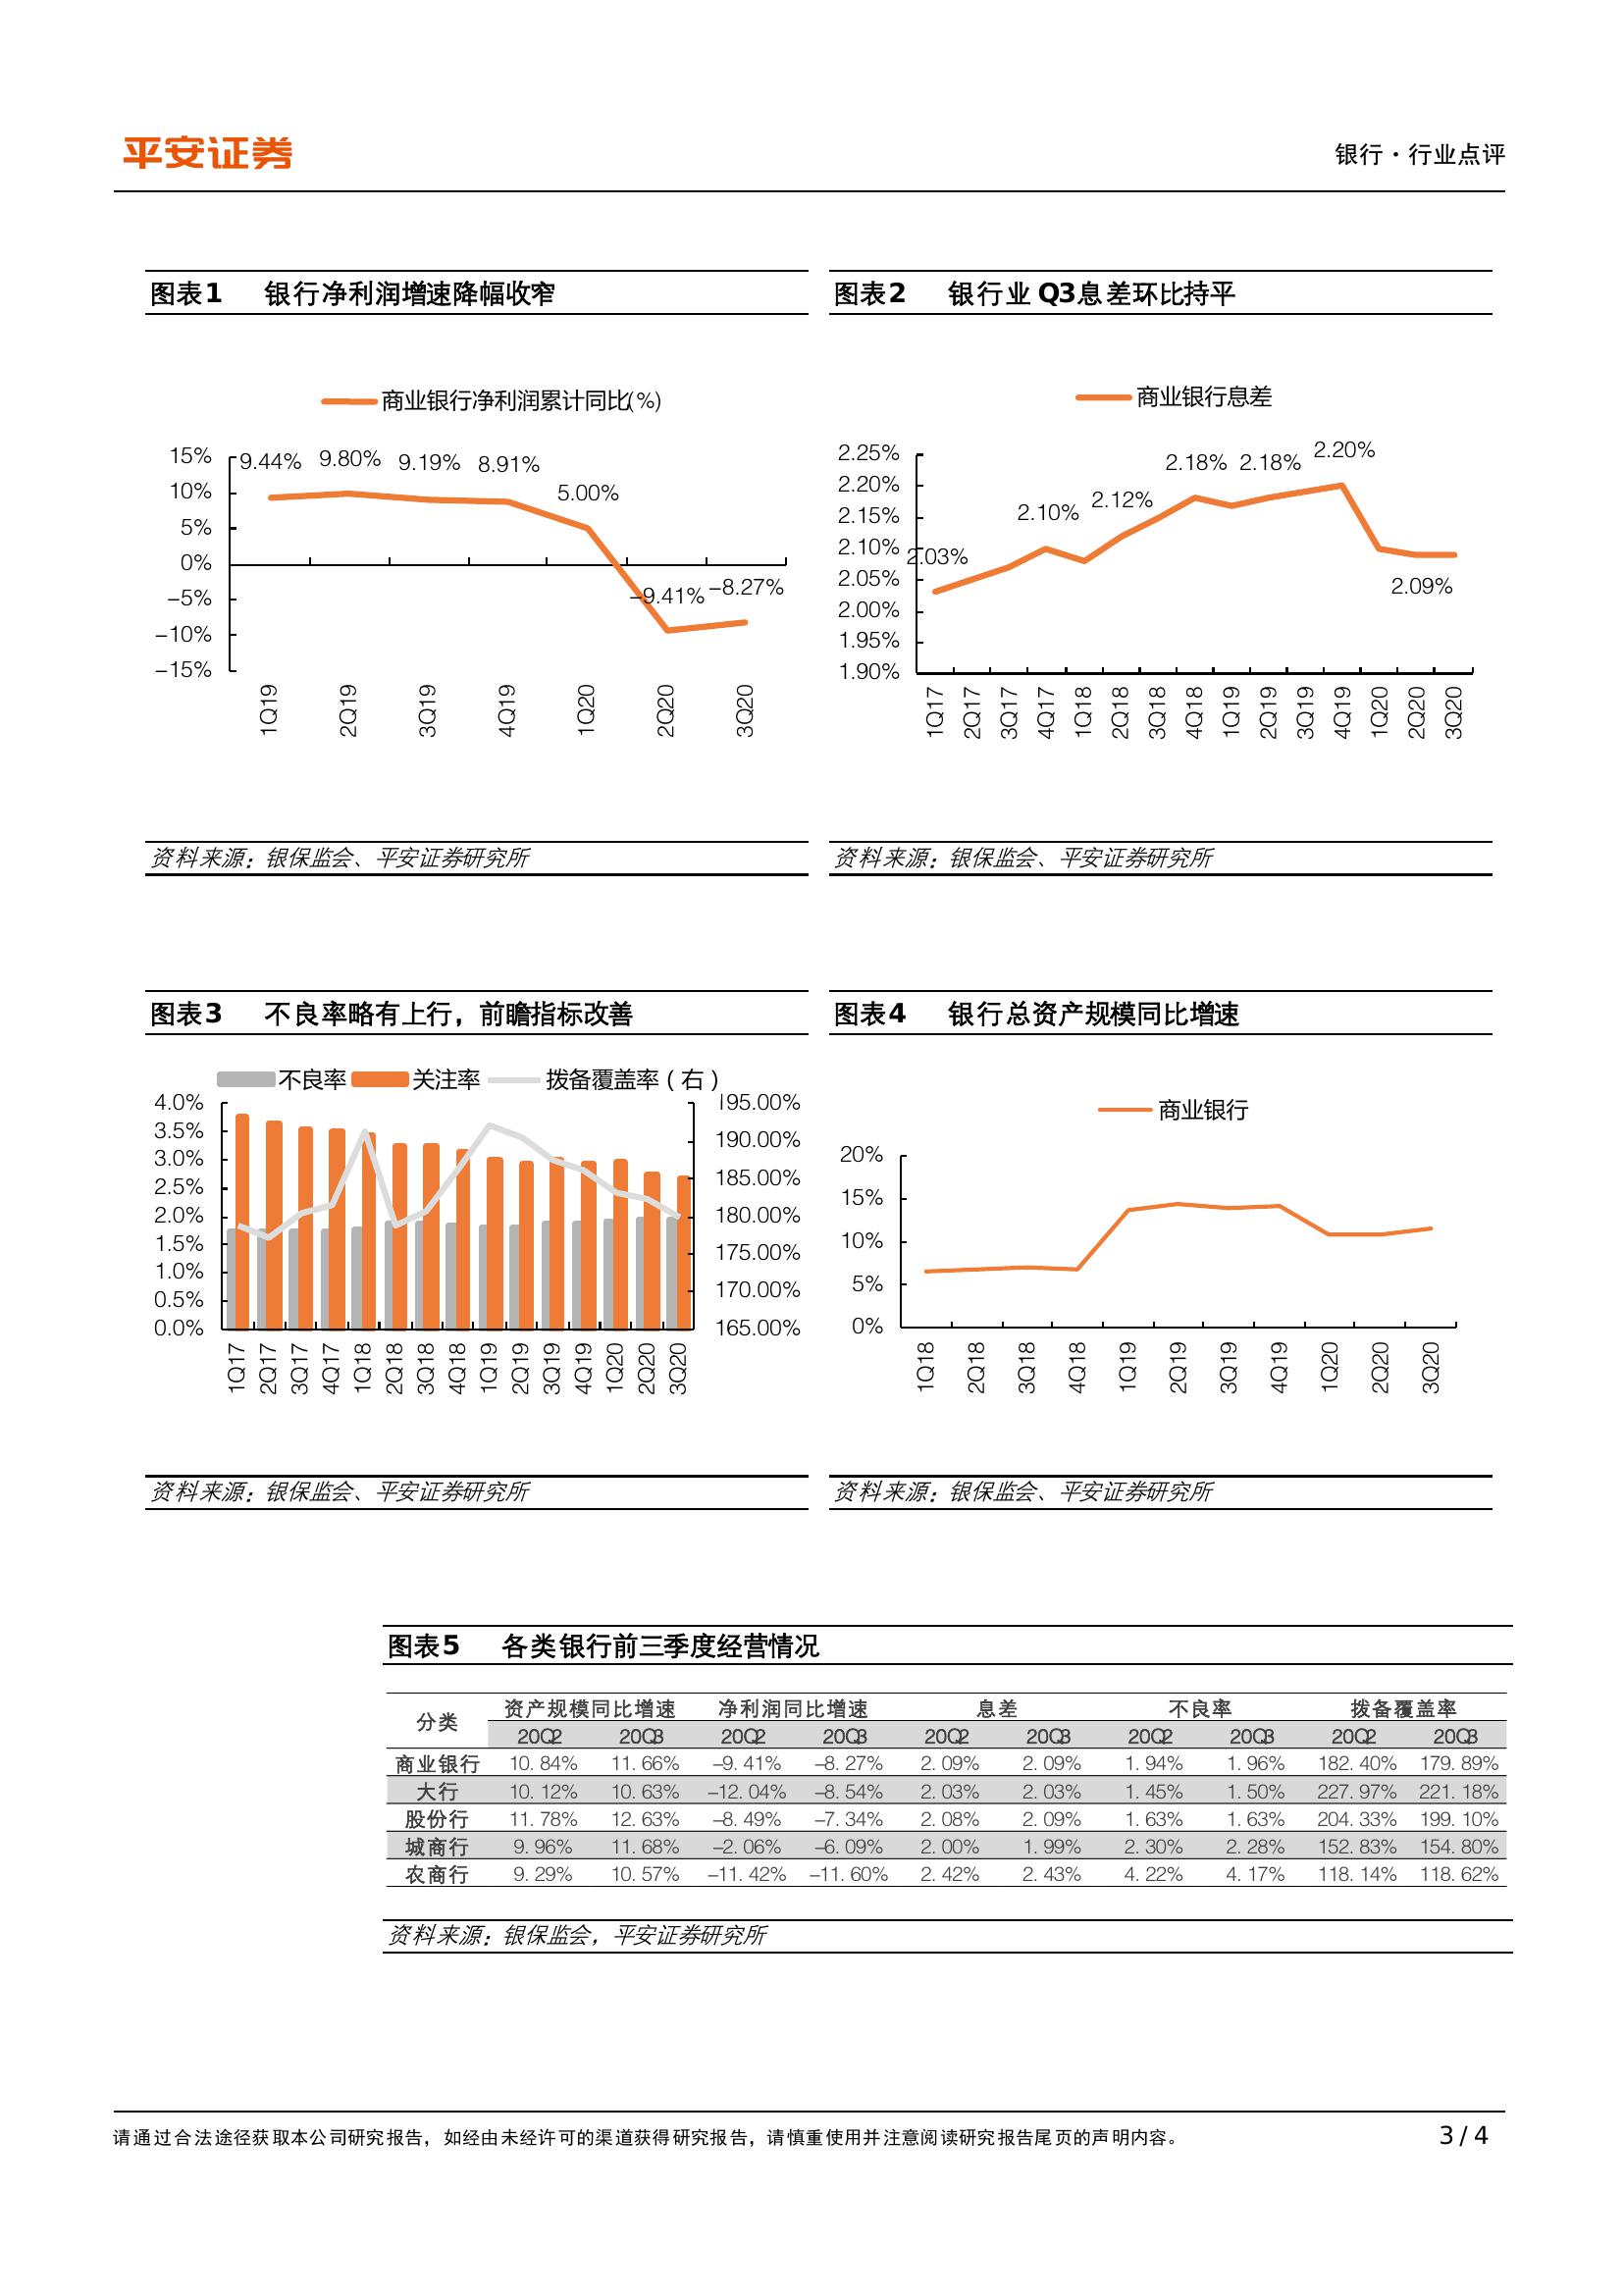 平安证券
银行·行业点评
图表1 银行净利润增速降幅收窄
商业银行净利润累计同比(%)
15%
10%
5%
0%
-5%
-10%
-15%
9.44% 9.80% 9.19% 8.91%
5.00%
-9.41% -8.27%
1Q19 2Q19 3Q19 4Q19 1Q20 2Q20 3Q20
资料来源：银保监会、平安证券研究所
图表2 银行业 Q3息差环比持平
商业银行息差
2.25%
2.20%
2.15%
2.10%
2.05%
2.00%
1.95%
1.90%
2.03% 2.10% 2.12% 2.18% 2.18% 2.20%
2.09%
1Q17 2Q17 3Q17 4Q17 1Q18 2Q18 3Q18 4Q18 1Q19 2Q19 3Q19 4Q19 1Q20 2Q20 3Q20
资料来源：银保监会、平安证券研究所
图表3 不良率略有上行，前瞻指标改善
不良率 关注率 拨备覆盖率（右）
4.0%
3.5%
3.0%
2.5%
2.0%
1.5%
1.0%
0.5%
0.0%
195.00%
190.00%
185.00%
180.00%
175.00%
170.00%
165.00%
1Q17 2Q17 3Q17 4Q17 1Q18 2Q18 3Q18 4Q18 1Q19 2Q19 3Q19 4Q19 1Q20 2Q20 3Q20
资料来源：银保监会、平安证券研究所
图表4 银行总资产规模同比增速
商业银行
20%
15%
10%
5%
0%
1Q18 2Q18 3Q18 4Q18 1Q19 2Q19 3Q19 4Q19 1Q20 2Q20 3Q20
资料来源：银保监会、平安证券研究所
图表5 各类银行前三季度经营情况
分类 资产规模同比增速 净利润同比增速 息差 不良率 拨备覆盖率
20Q2 20Q3 20Q2 20Q3 20Q2 20Q3 20Q2 20Q3 20Q2 20Q3
商业银行 10.84% 11.66% -9.41% -8.27% 2.09% 2.09% 1.94% 1.96% 182.40% 179.89%
大行 10.12% 10.63% -12.04% -8.54% 2.03% 2.03% 1.45% 1.50% 227.97% 221.18%
股份行 11.78% 12.63% -8.49% -7.34% 2.08% 2.09% 1.63% 1.63% 204.33% 199.10%
城商行 9.96% 11.68% -2.06% -6.09% 2.00% 1.99% 2.30% 2.28% 152.83% 154.80%
农商行 9.29% 10.57% -11.42% -11.60% 2.42% 2.43% 4.22% 4.17% 118.14% 118.62%
资料来源：银保监会，平安证券研究所
请通过合法途径获取本公司研究报告，如经由未经许可的渠道获得研究报告，请慎重使用并注意阅读研究报告尾页的声明内容。
3 / 4